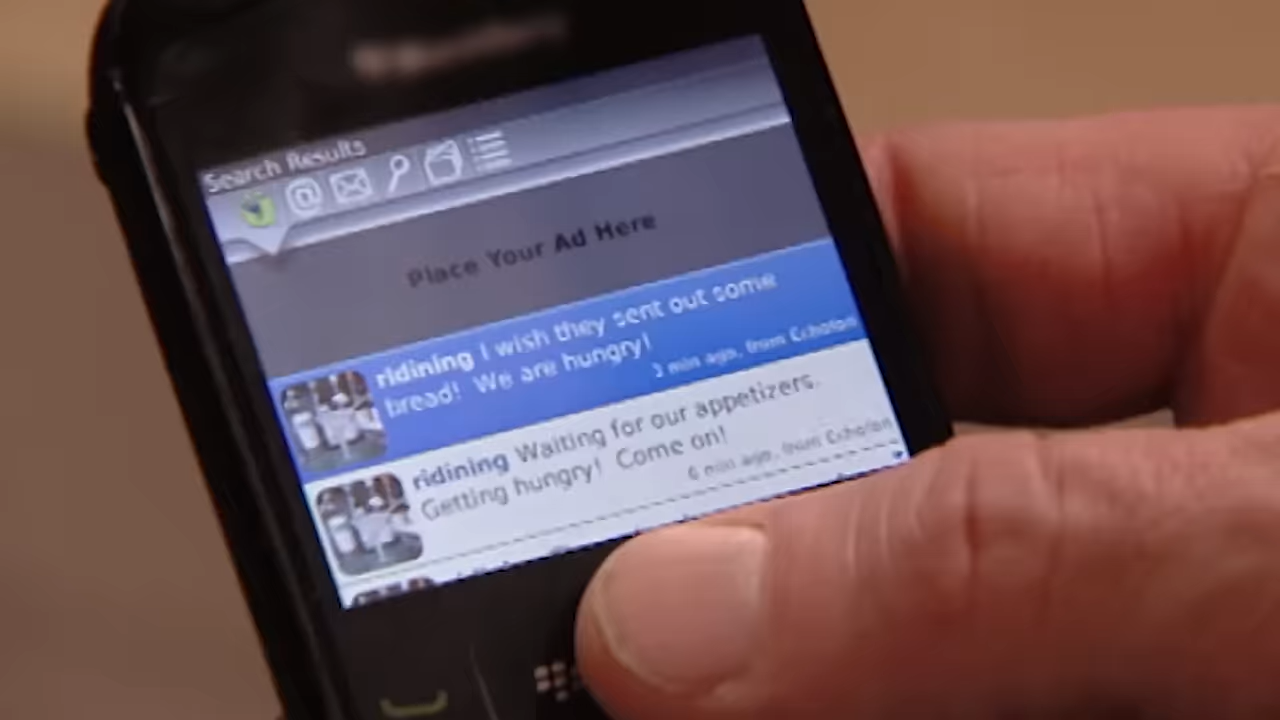 Search Results
Place Your Ad Here
ridining I wish they sent out some
bread! We are hungry!
3 min ago, from Echofon
ridining Waiting for our appetizers.
Getting hungry! Come on!
6 min ago, from Echofon